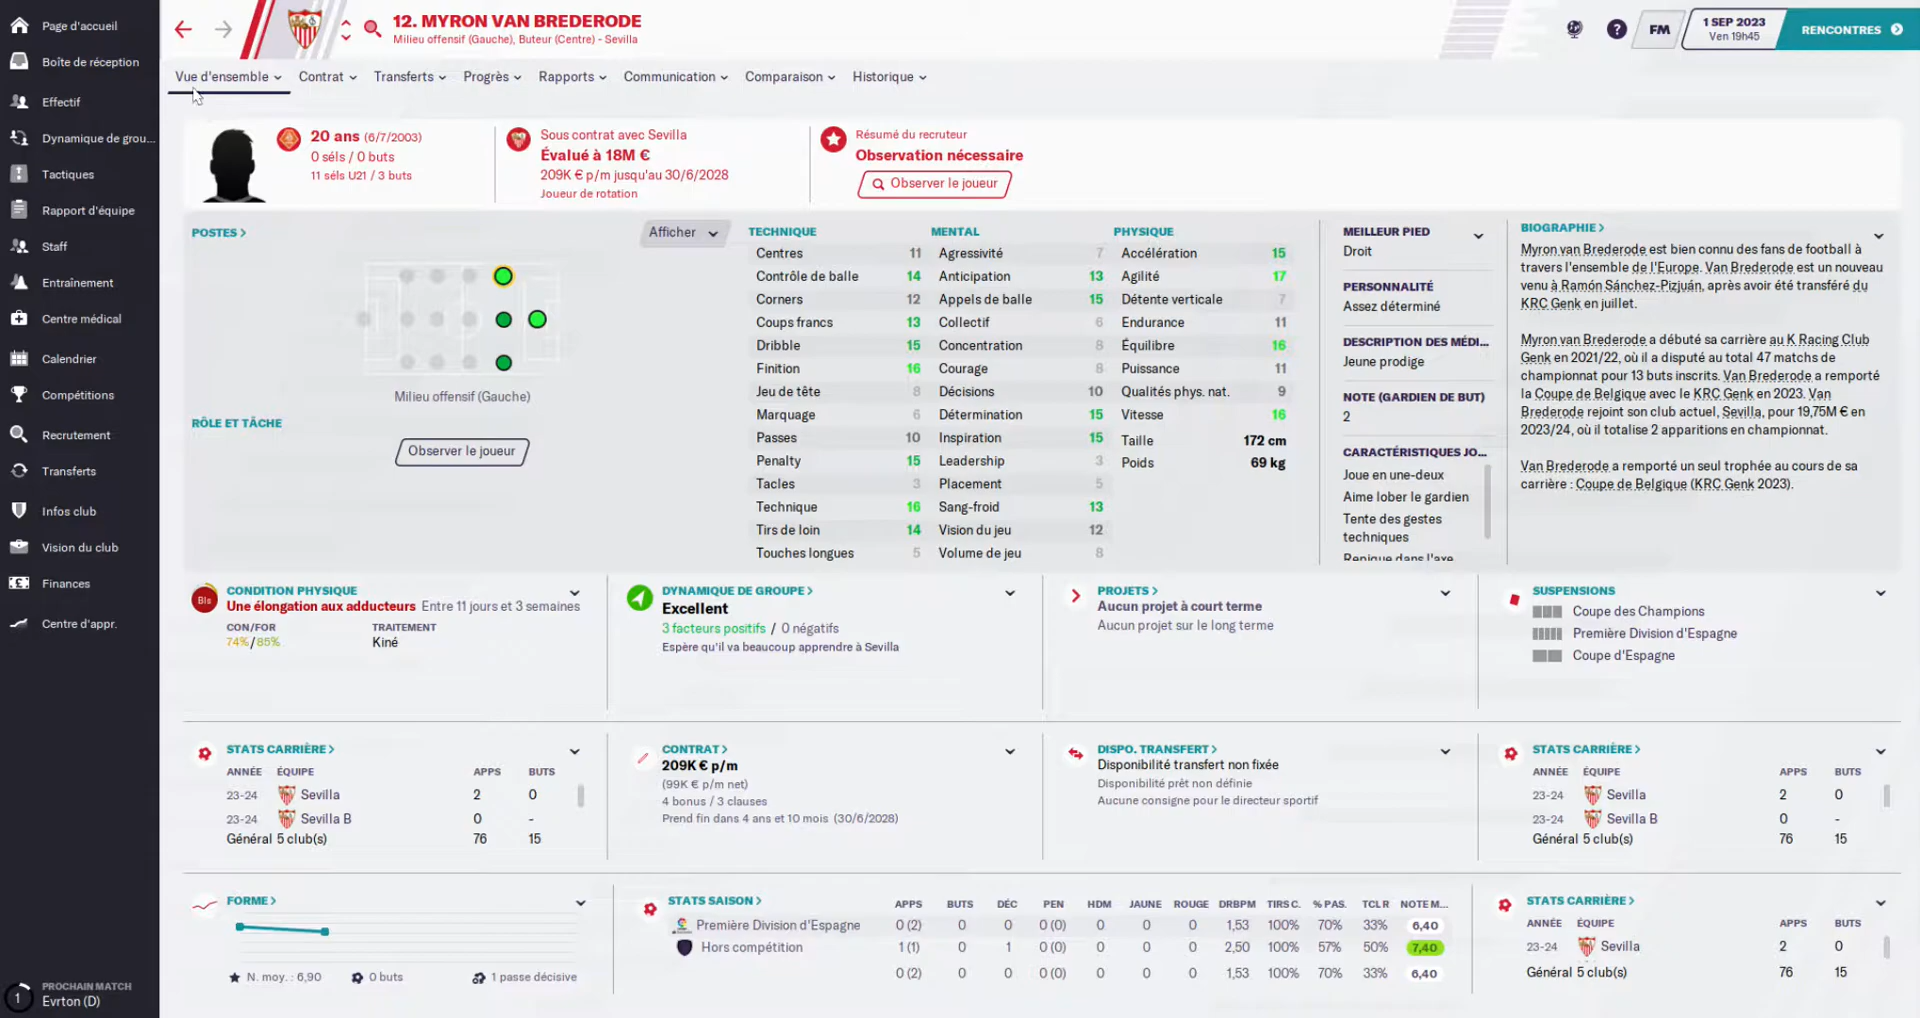 Page d'accueil
Boîte de réception
Effectif
Dynamique de grou...
Tactiques
Rapport d'équipe
Staff
Entraînement
Centre médical
Calendrier
Compétitions
Recrutement
Transferts
Infos club
Vision du club
Finances
Centre d'appr.
1
PROCHAIN MATCH
Evrton (D)
12. MYRON VAN BREDERODE
Milieu offensif (Gauche), Buteur (Centre) - Sevilla
?
FM
1 SEP 2023
Ven 19h45
RENCONTRES
Vue d'ensemble
Contrat
Transferts
Progrès
Rapports
Communication
Comparaison
Historique
20 ans (6/7/2003)
0 séls / 0 buts
11 séls U21 / 3 buts
Sous contrat avec Sevilla
Évalué à 18M €
209K € p/m jusqu'au 30/6/2028
Joueur de rotation
Résumé du recruteur
Observation nécessaire
Observer le joueur
POSTES >
Afficher
Milieu offensif (Gauche)
RÔLE ET TÂCHE
Observer le joueur
TECHNIQUE
Centres 11
Contrôle de balle 14
Corners 12
Coups francs 13
Dribble 15
Finition 16
Jeu de tête 8
Marquage 6
Passes 10
Penalty 15
Tacles 3
Technique 16
Tirs de loin 14
Touches longues 5
MENTAL
Agressivité 7
Anticipation 13
Appels de balle 15
Collectif 6
Concentration 8
Courage 8
Décisions 10
Détermination 15
Inspiration 15
Leadership 3
Placement 5
Sang-froid 13
Vision du jeu 12
Volume de jeu 8
PHYSIQUE
Accélération 15
Agilité 17
Détente verticale 7
Endurance 11
Équilibre 16
Puissance 11
Qualités phys. nat. 9
Vitesse 16
Taille 172 cm
Poids 69 kg
MEILLEUR PIED
Droit
PERSONNALITÉ
Assez déterminé
DESCRIPTION DES MÉDI...
Jeune prodige
NOTE (GARDIEN DE BUT)
2
CARACTÉRISTIQUES JO...
Joue en une-deux
Aime lober le gardien
Tente des gestes
techniques
Repique dans l'axe
BIOGRAPHIE >
Myron van Brederode est bien connu des fans de football à
travers l'ensemble de l'Europe. Van Brederode est un nouveau
venu à Ramón Sánchez-Pizjuán, après avoir été transféré du
KRC Genk en juillet.
Myron van Brederode a débuté sa carrière au K Racing Club
Genk en 2021/22, où il a disputé au total 47 matchs de
championnat pour 13 buts inscrits. Van Brederode a remporté
la Coupe de Belgique avec le KRC Genk en 2023. Van
Brederode rejoint son club actuel, Sevilla, pour 19,75M € en
2023/24, où il totalise 2 apparitions en championnat.
Van Brederode a remporté un seul trophée au cours de sa
carrière : Coupe de Belgique (KRC Genk 2023).
Bls
CONDITION PHYSIQUE
Une élongation aux adducteurs Entre 11 jours et 3 semaines
CON/FOR TRAITEMENT
74%/85% Kiné
DYNAMIQUE DE GROUPE >
Excellent
3 facteurs positifs / 0 négatifs
Espère qu'il va beaucoup apprendre à Sevilla
PROJETS >
Aucun projet à court terme
Aucun projet sur le long terme
SUSPENSIONS
Coupe des Champions
Première Division d'Espagne
Coupe d'Espagne
STATS CARRIÈRE >
ANNÉE ÉQUIPE APPS BUTS
23-24 Sevilla 2 0
23-24 Sevilla B 0 -
Général 5 club(s) 76 15
CONTRAT >
209K € p/m
(99K € p/m net)
4 bonus / 3 clauses
Prend fin dans 4 ans et 10 mois (30/6/2028)
DISPO. TRANSFERT >
Disponibilité transfert non fixée
Disponibilité prêt non définie
Aucune consigne pour le directeur sportif
STATS CARRIÈRE >
ANNÉE ÉQUIPE APPS BUTS
23-24 Sevilla 2 0
23-24 Sevilla B 0 -
Général 5 club(s) 76 15
FORME >
N. moy. : 6,90 0 buts 1 passe décisive
STATS SAISON > APPS BUTS DÉC PEN HDM JAUNE ROUGE DRBPM TIRS C. % PAS. TCL R NOTE M...
Première Division d'Espagne 0 (2) 0 0 0 (0) 0 0 0 1,53 100% 70% 33% 6,40
Hors compétition 1 (1) 0 1 0 (0) 0 0 0 2,50 100% 57% 50% 7,40
0 (2) 0 0 0 (0) 0 0 0 1,53 100% 70% 33% 6,40
STATS CARRIÈRE >
ANNÉE ÉQUIPE APPS BUTS
23-24 Sevilla 2 0
Général 5 club(s) 76 15